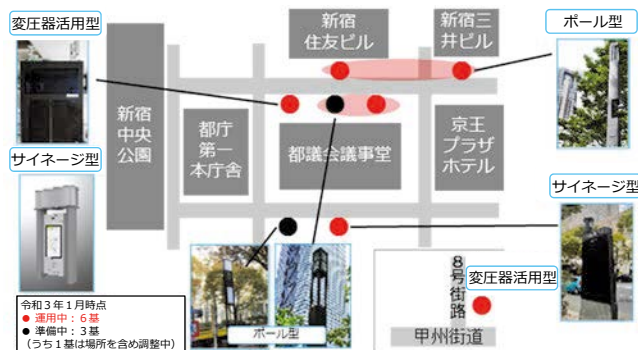 変圧器活用型
新宿
住友ビル
新宿三
井ビル
ポール型
新宿
中央
公園
都庁
第一
本庁舎
都議会議事堂
京王
プラザ
ホテル
サイネージ型
サイネージ型
8号街路
変圧器活用型
甲州街道
ポール型
令和3年1月時点
● 運用中:6基
● 準備中:3基
(うち1基は場所を含め調整中)